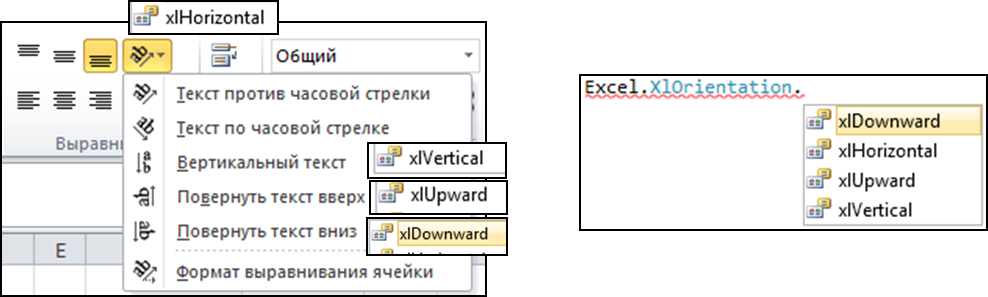 xlHorizontal
Общий
Текст против часовой стрелки
Текст по часовой стрелке
Выравни
Вертикальный текст
xlVertical
Повернуть текст вверх
xlUpward
Повернуть текст вниз
xlDownward
E
Формат выравнивания ячейки
Excel.XlOrientation.
xlDownward
xlHorizontal
xlUpward
xlVertical